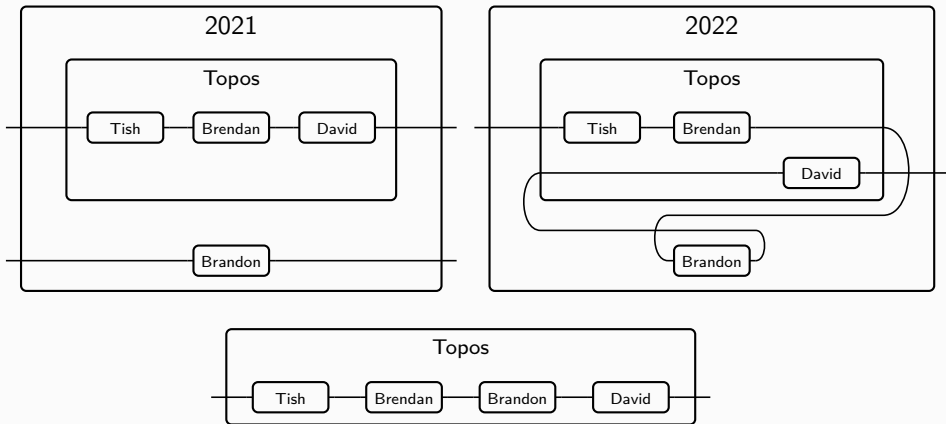 2021
Topos
Tish Brendan David
Brandon
2022
Topos
Tish Brendan
David
Brandon
Topos
Tish Brendan Brandon David